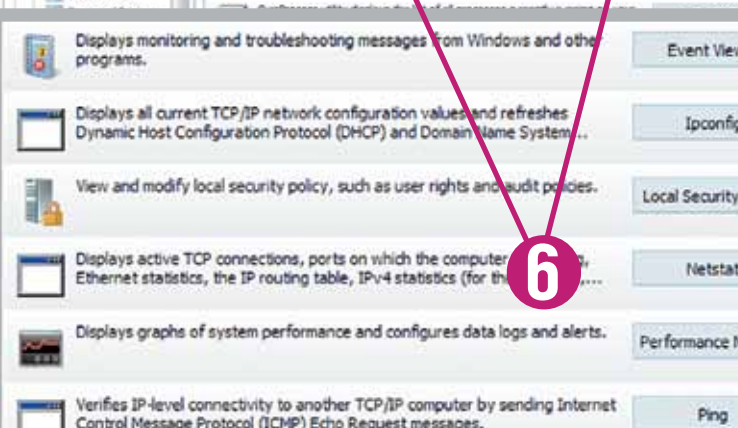 Displays monitoring and troubleshooting messages from Windows and other
programs.
Event
Displays all current TCP/IP network configuration values and refreshes
Dynamic Host Configuration Protocol (DHCP) and Domain Name System...
Ipconfig
View and modify local security policy, such as user rights and audit policies.
Local Security
Displays active TCP connections, ports on which the computer
Ethernet statistics, the IP routing table, IPv4 statistics (for
,...
Netstat
6
Displays graphs of system performance and configures data logs and alerts.
Performance
Verifies IP-level connectivity to another TCP/IP computer by sending Internet
Control Message Protocol (ICMP) Echo Request messages.
Ping